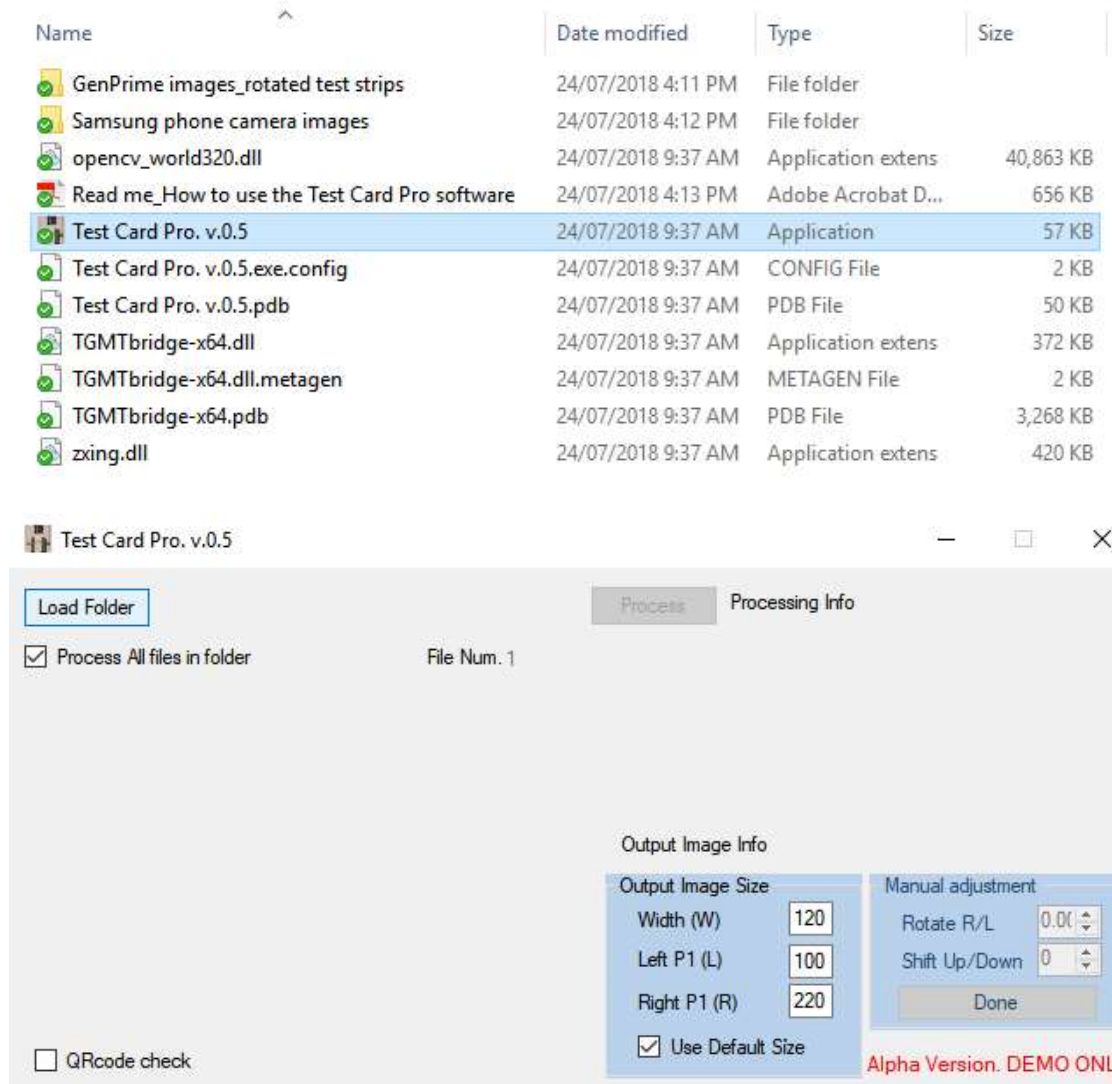 Name Date modified Type Size
GenPrime images_rotated test strips 24/07/2018 4:11 PM File folder
Samsung phone camera images 24/07/2018 4:12 PM File folder
opencv_world320.dll 24/07/2018 9:37 AM Application extens 40,863 KB
Read me_How to use the Test Card Pro software 24/07/2018 4:13 PM Adobe Acrobat D... 656 KB
Test Card Pro. v.0.5 24/07/2018 9:37 AM Application 57 KB
Test Card Pro. v.0.5.exe.config 24/07/2018 9:37 AM CONFIG File 2 KB
Test Card Pro. v.0.5.pdb 24/07/2018 9:37 AM PDB File 50 KB
TGMTbridge-x64.dll 24/07/2018 9:37 AM Application extens 372 KB
TGMTbridge-x64.dll.metagen 24/07/2018 9:37 AM METAGEN File 2 KB
TGMTbridge-x64.pdb 24/07/2018 9:37 AM PDB File 3,268 KB
zxing.dll 24/07/2018 9:37 AM Application extens 420 KB
Test Card Pro. v.0.5
Load Folder Process Processing Info
Process All files in folder File Num. 1
Output Image Info
Output Image Size Manual adjustment
Width (W) 120 Rotate R/L 0.0(
Left P1 (L) 100 Shift Up/Down 0
Right P1 (R) 220 Done
Use Default Size
QRcode check Alpha Version. DEMO ONL